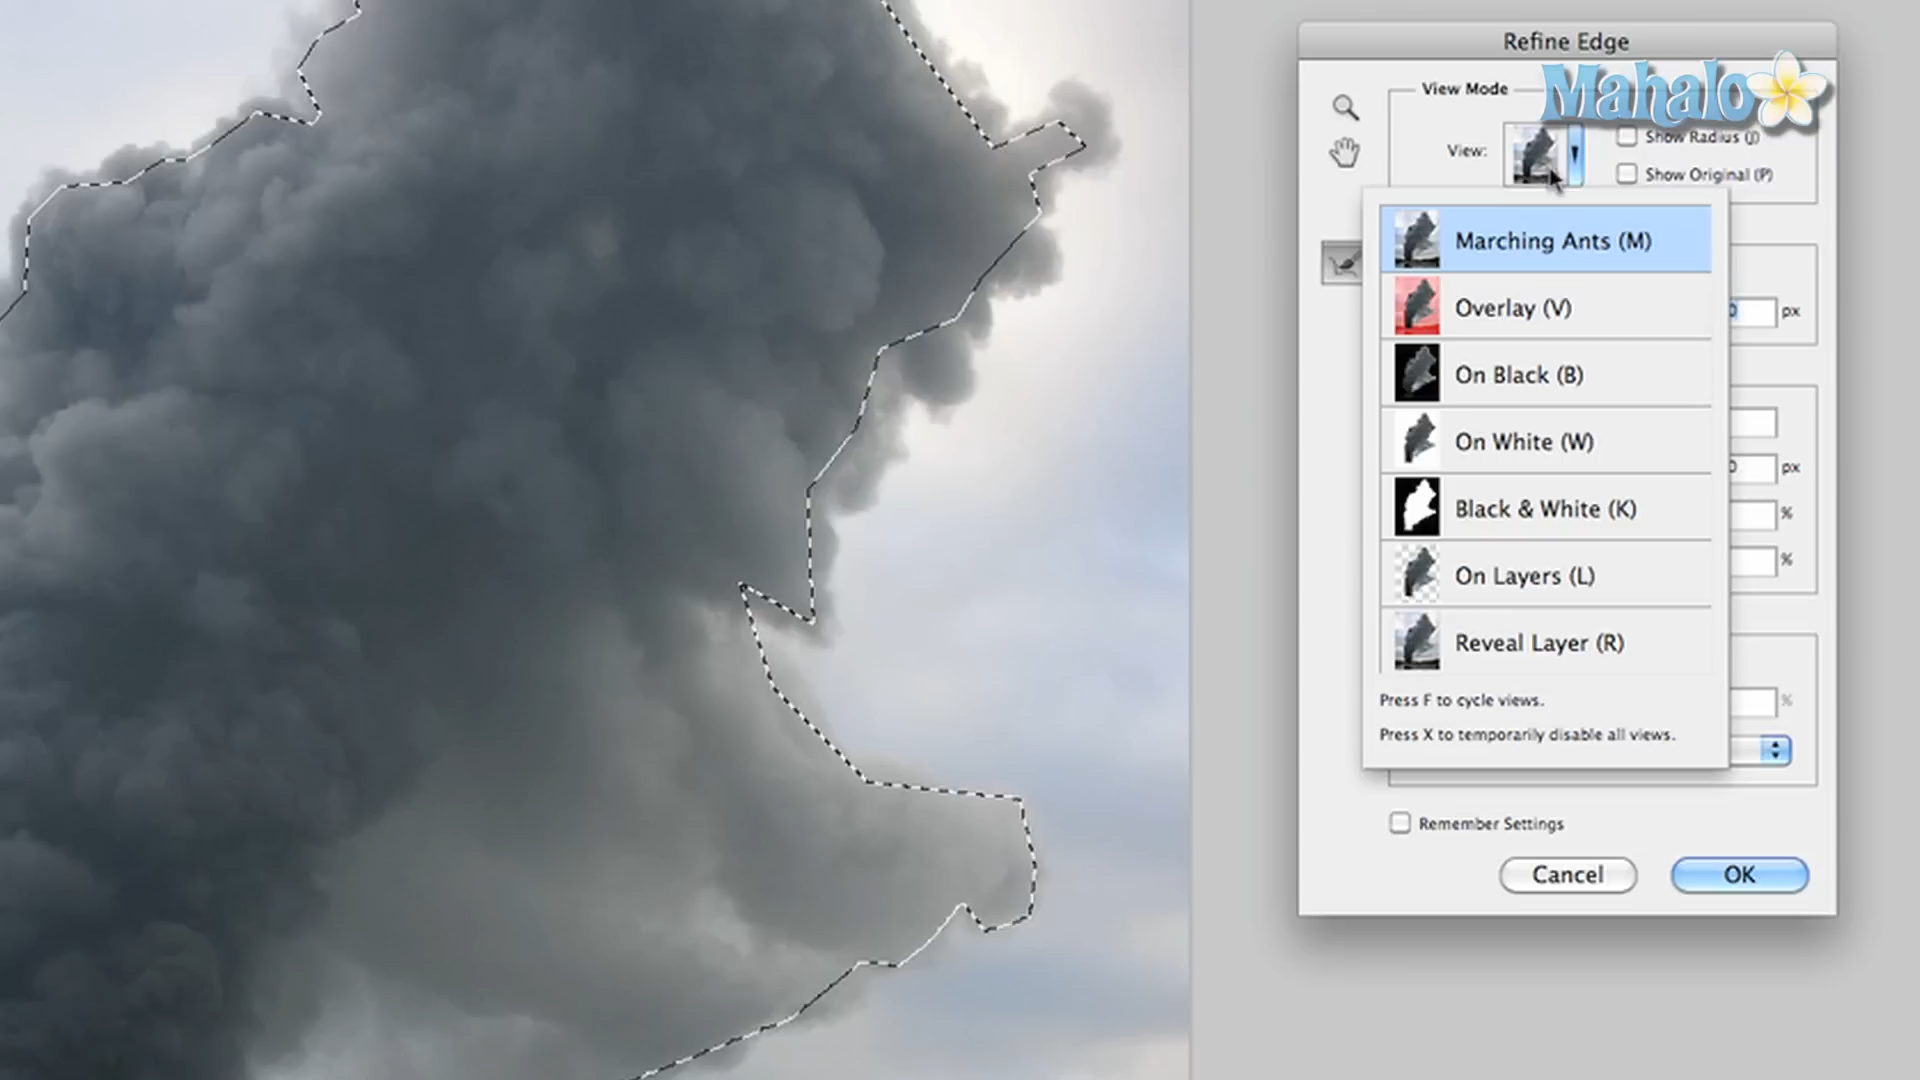 Refine Edge
Mahalo
View Mode
View:
Show Radius (J)
Show Original (P)
Marching Ants (M)
Overlay (V)
On Black (B)
On White (W)
Black & White (K)
On Layers (L)
Reveal Layer (R)
Press F to cycle views.
Press X to temporarily disable all views.
px
px
%
%
%
Remember Settings
Cancel
OK